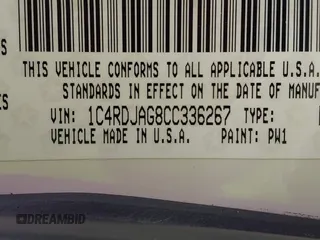 S
THIS VEHICLE CONFORMS TO ALL APPLICABLE U.S.A.
STANDARDS IN EFFECT ON THE DATE OF MANUF
ES
VIN: 1C4RDJAG8CC336267 TYPE:
VEHICLE MADE IN U.S.A. PAINT: PW1
DREAMBID